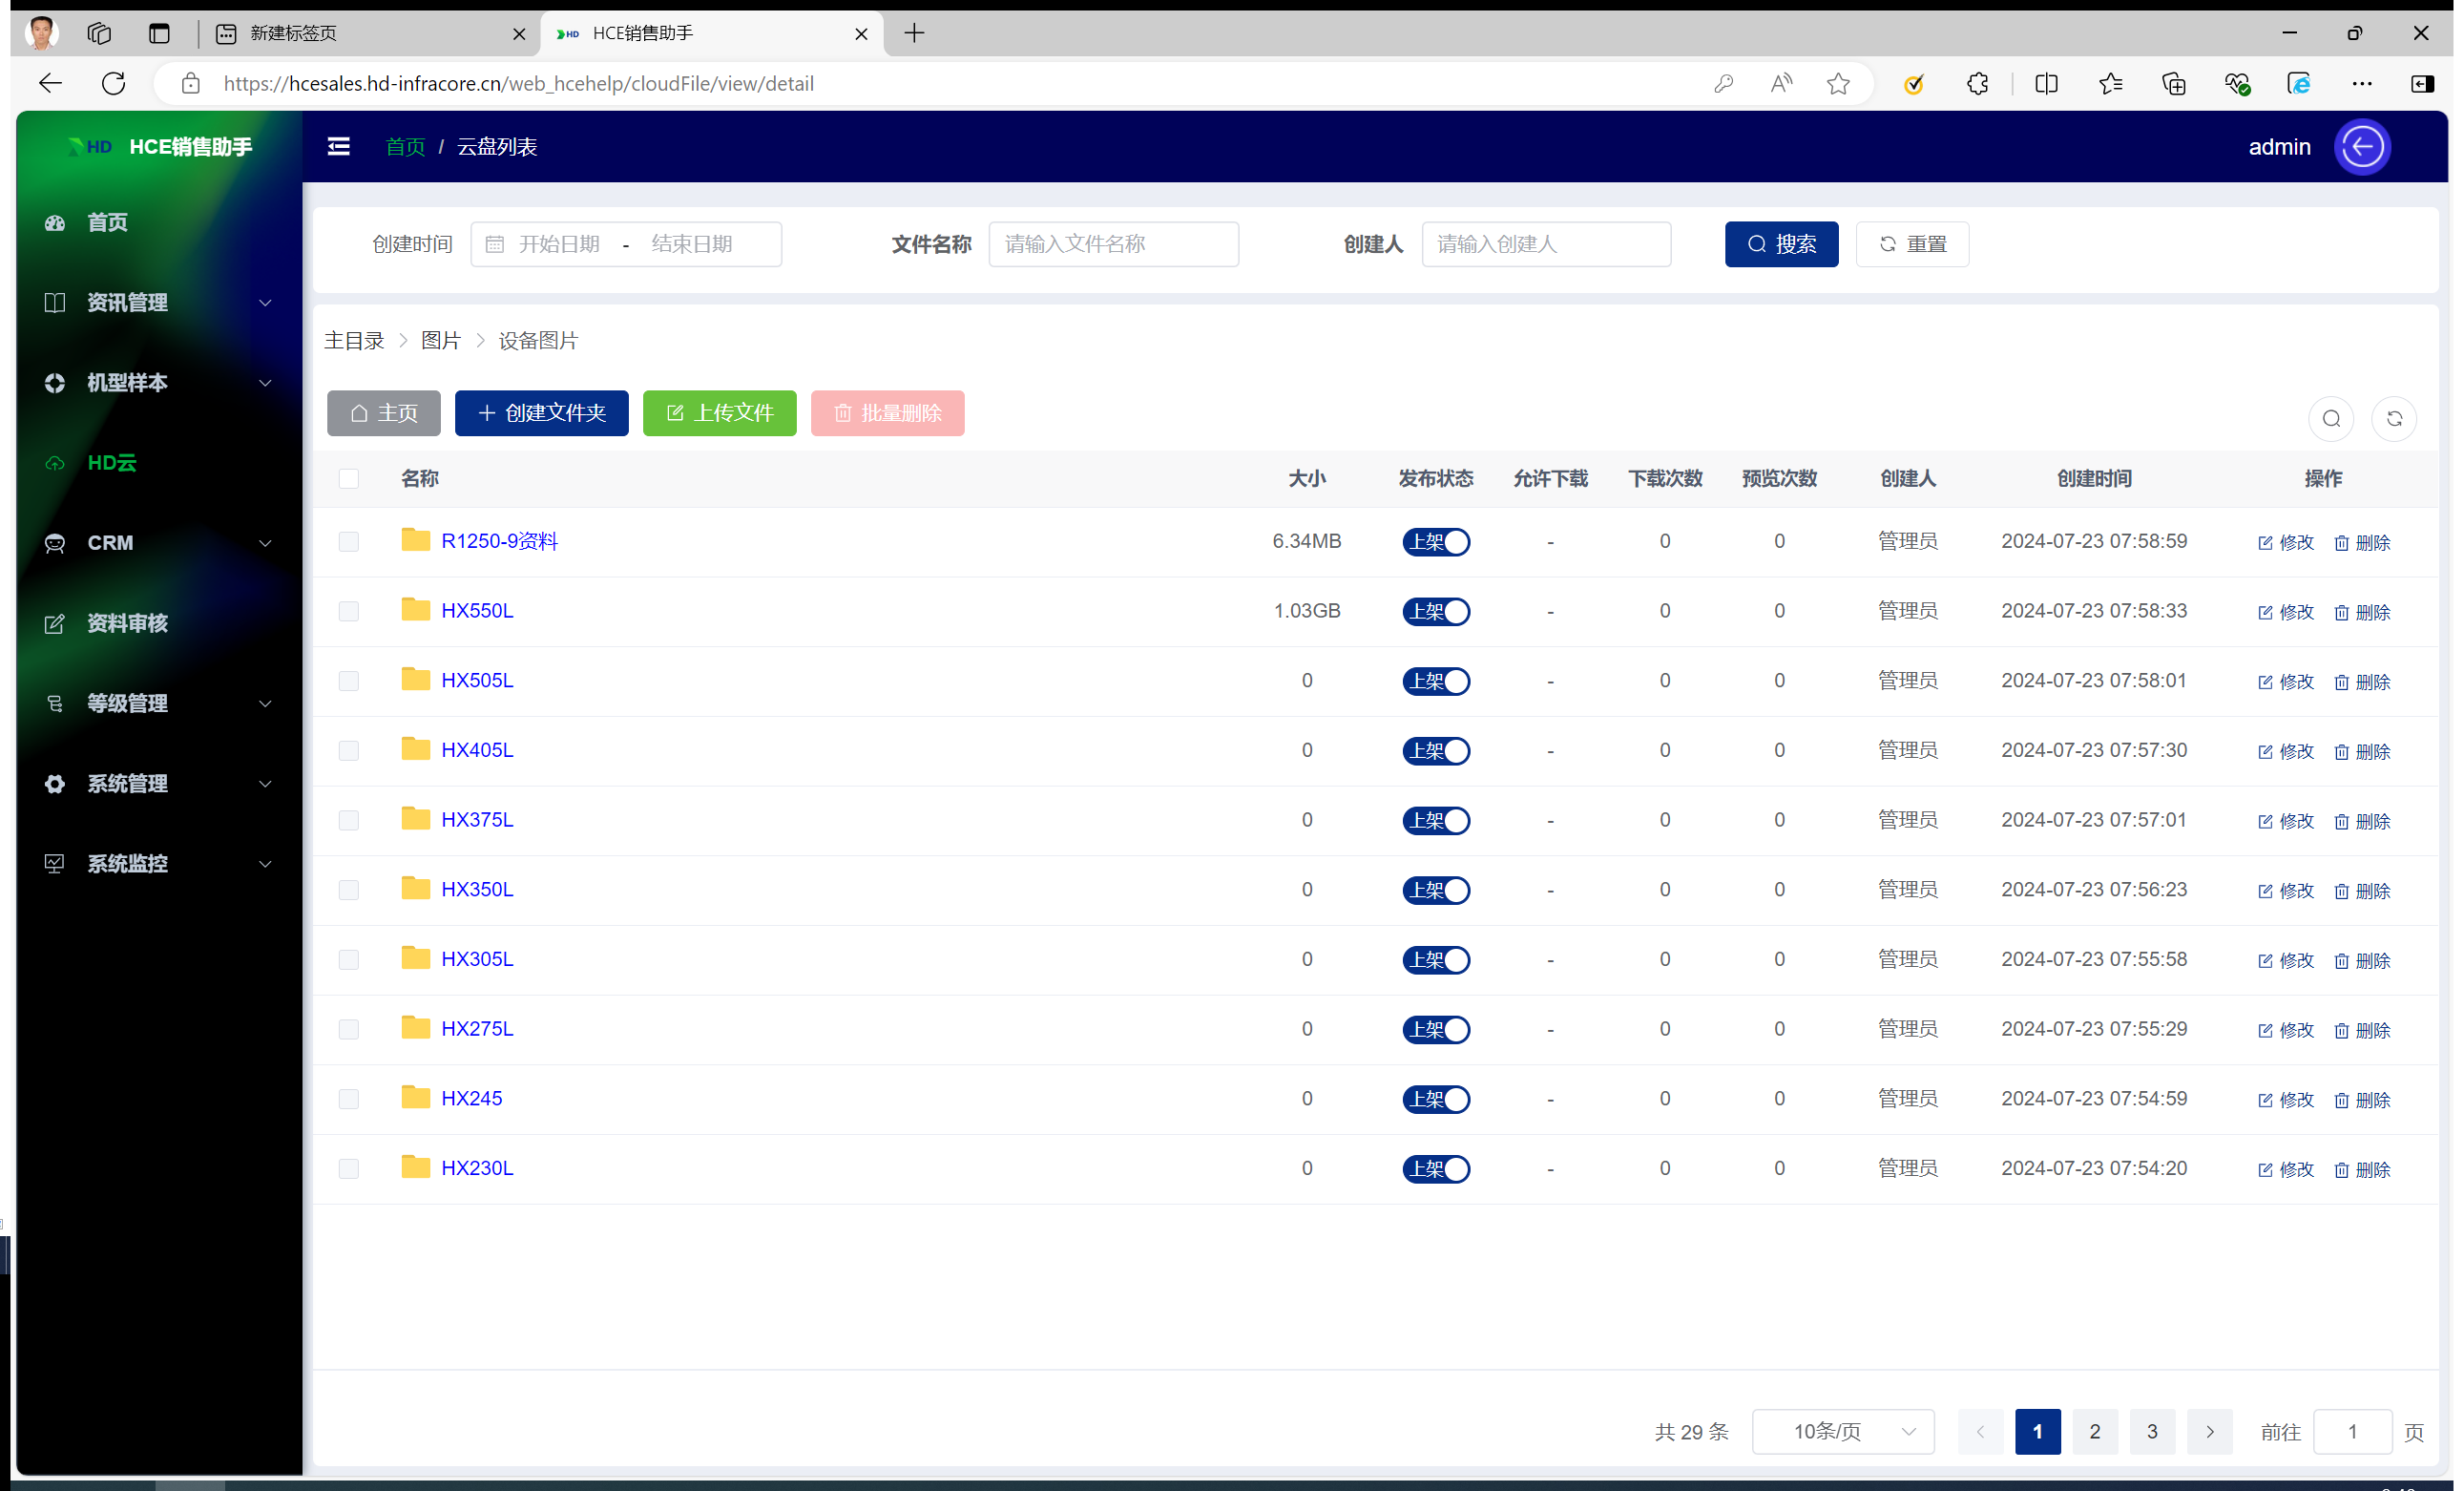 新建标签页
HD HCE销售助手
https://hcesales.hd-infracore.cn/web_hcehelp/cloudFile/view/detail
HD HCE销售助手
首页 / 云盘列表
admin
首页
资讯管理
机型样本
HD云
CRM
资料审核
等级管理
系统管理
系统监控
创建时间 开始日期 - 结束日期 文件名称 请输入文件名称 创建人 请输入创建人 搜索 重置
主目录 > 图片 > 设备图片
主页 创建文件夹 上传文件 批量删除
名称 大小 发布状态 允许下载 下载次数 预览次数 创建人 创建时间 操作
R1250-9资料 6.34MB 上架 - 0 0 管理员 2024-07-23 07:58:59 修改 删除
HX550L 1.03GB 上架 - 0 0 管理员 2024-07-23 07:58:33 修改 删除
HX505L 0 上架 - 0 0 管理员 2024-07-23 07:58:01 修改 删除
HX405L 0 上架 - 0 0 管理员 2024-07-23 07:57:30 修改 删除
HX375L 0 上架 - 0 0 管理员 2024-07-23 07:57:01 修改 删除
HX350L 0 上架 - 0 0 管理员 2024-07-23 07:56:23 修改 删除
HX305L 0 上架 - 0 0 管理员 2024-07-23 07:55:58 修改 删除
HX275L 0 上架 - 0 0 管理员 2024-07-23 07:55:29 修改 删除
HX245 0 上架 - 0 0 管理员 2024-07-23 07:54:59 修改 删除
HX230L 0 上架 - 0 0 管理员 2024-07-23 07:54:20 修改 删除
共 29 条 10条/页 < 1 2 3 > 前往 1 页